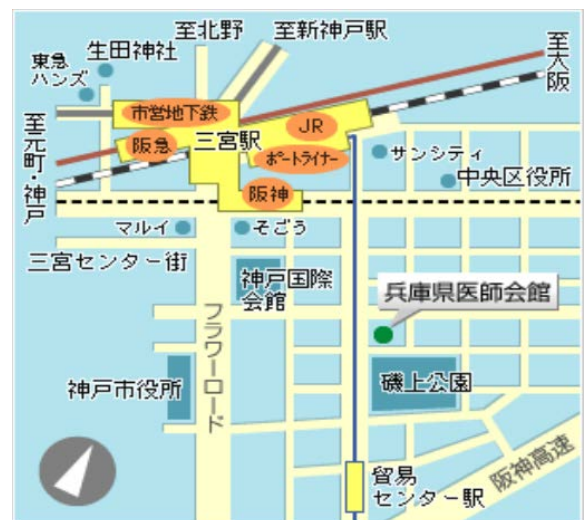 至北野
至新神戸駅
生田神社
東急
ハンズ
至大阪
市営地下鉄
JR
阪急
三宮駅
ポートライナー
サンシティ
中央区役所
至元町・神戸
阪神
マルイ
そごう
三宮センター街
神戸国際
会館
兵庫県医師会館
フラワーロード
神戸市役所
磯上公園
貿易
センター駅
阪神高速